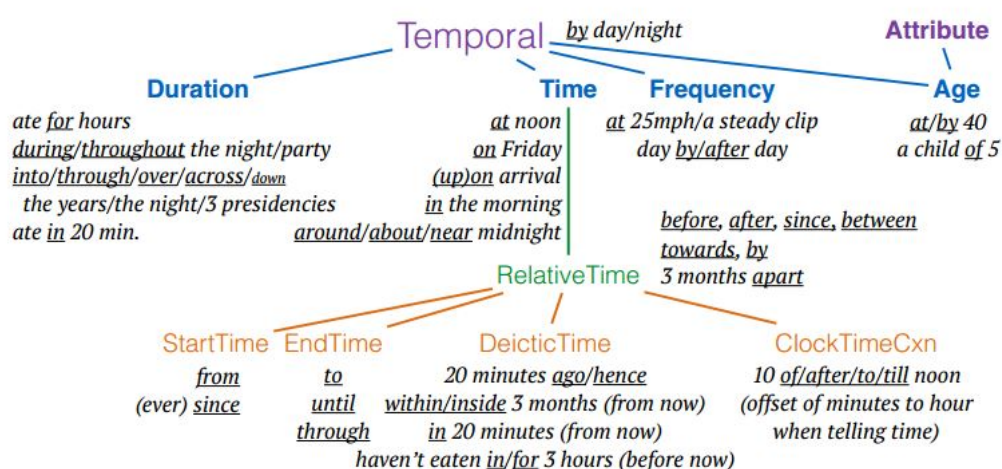 Temporal
by day/night
Attribute
Duration
ate for hours
during/throughout the night/party
into/through/over/across/down
the years/the night/3 presidencies
ate in 20 min.
Time
at noon
on Friday
(up)on arrival
in the morning
around/about/near midnight
Frequency
at 25mph/a steady clip
day by/after day
Age
at/by 40
a child of 5
RelativeTime
before, after, since, between
towards, by
3 months apart
StartTime
from
(ever) since
EndTime
to
until
through
DeicticTime
20 minutes ago/hence
within/inside 3 months (from now)
in 20 minutes (from now)
haven't eaten in/for 3 hours (before now)
ClockTimeCxn
10 of/after/to/till noon
(offset of minutes to hour
when telling time)